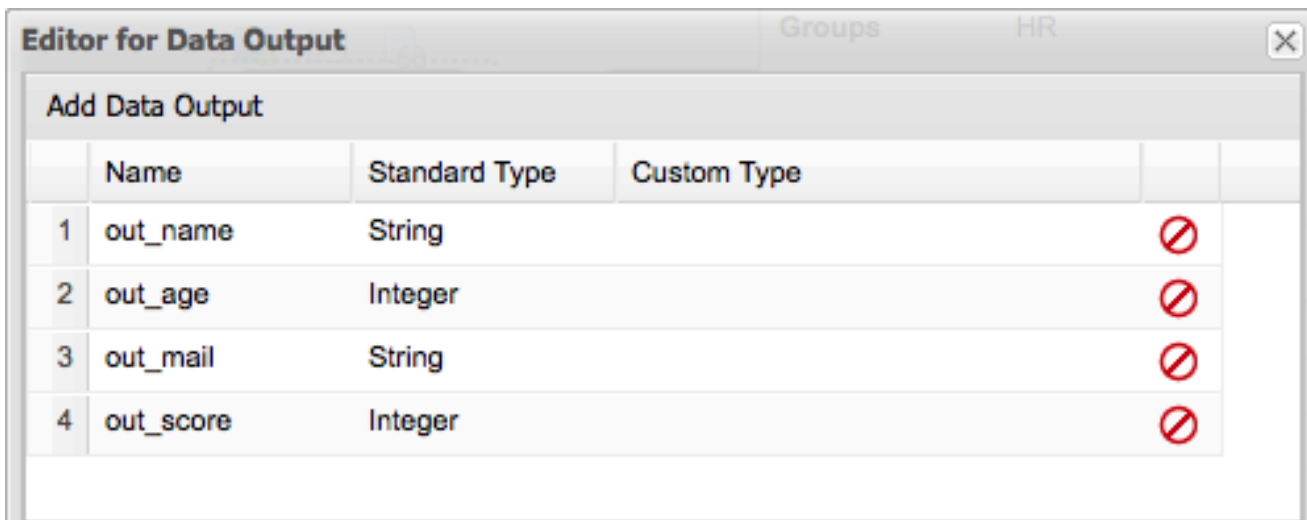 Groups HR
Editor for Data Output
Add Data Output
Name Standard Type Custom Type
1 out_name String
2 out_age Integer
3 out_mail String
4 out_score Integer